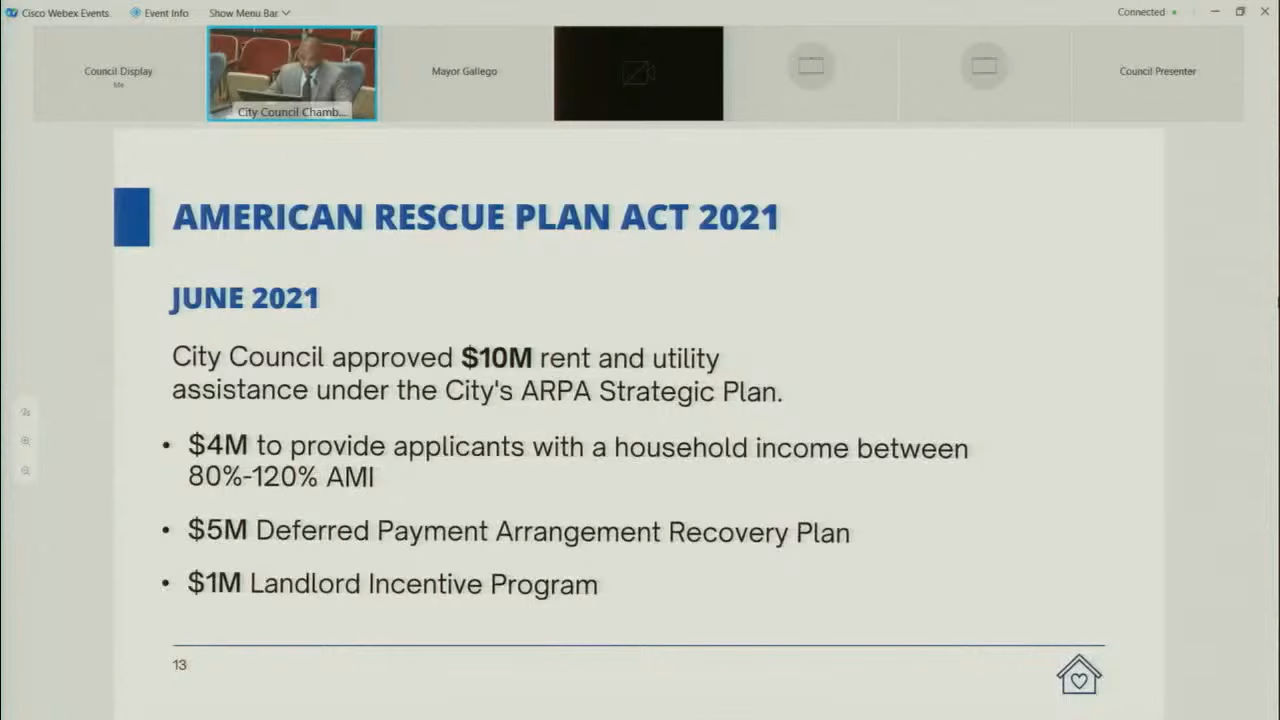 Cisco Webex Events
Event Info
Show Menu Bar
Connected
Council Display
Me
City Council Chamb...
Mayor Gallego
Council Presenter
AMERICAN RESCUE PLAN ACT 2021
JUNE 2021
City Council approved $10M rent and utility
assistance under the City's ARPA Strategic Plan.
• $4M to provide applicants with a household income between
80%-120% AMI
• $5M Deferred Payment Arrangement Recovery Plan
• $1M Landlord Incentive Program
13